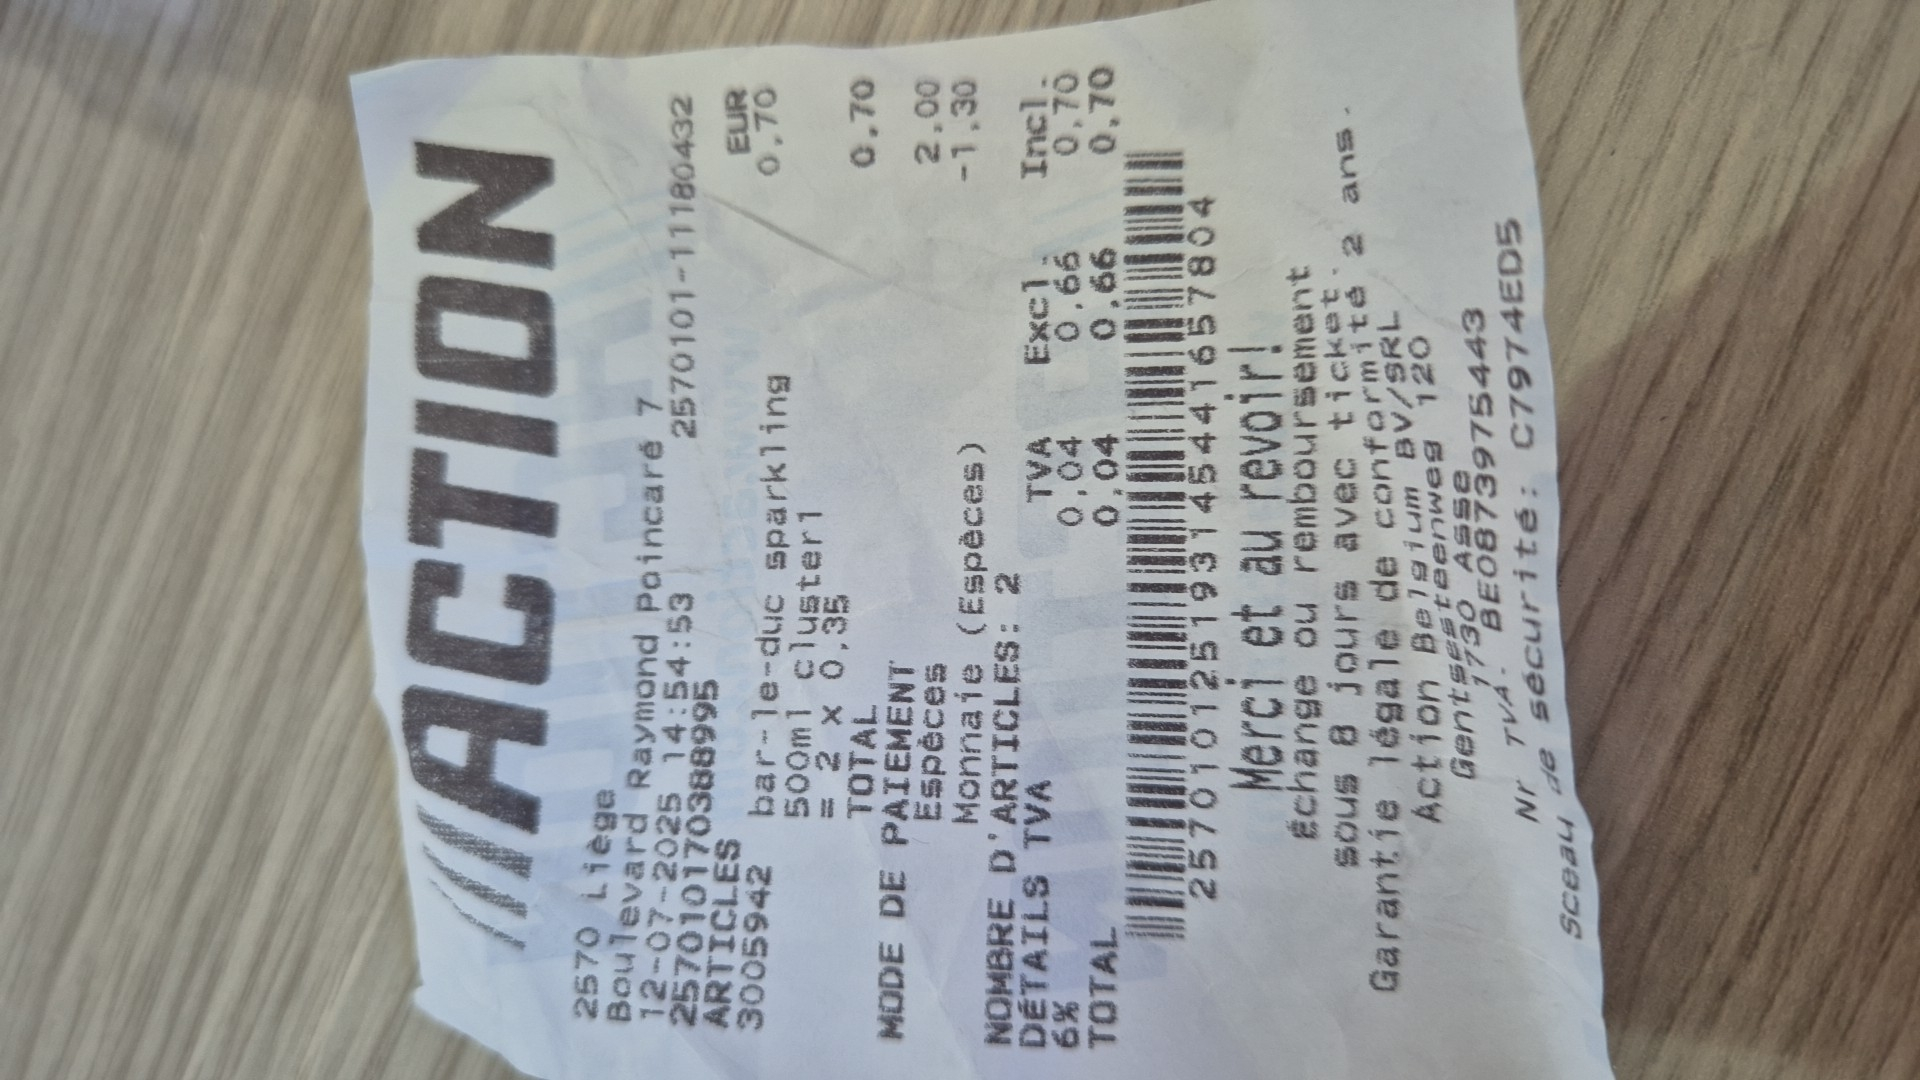 ACTION
2570 Liège
Boulevard Raymond Poincaré 7
12-07-2025 14:54:53 2570101-11180432
25701017038B8995
ARTICLES EUR
3005942 bar-le-duc sparkling 0,70
500ml cluster1
= 2 x 0,35
TOTAL 0,70
MODE DE PAIEMENT
Espèces 2,00
Monnaie (Espèces) -1,30
NOMBRE D'ARTICLES: 2
DÉTAILS TVA TVA Excl. Incl.
6% 0,04 0,66 0,70
TOTAL 0,04 0,66 0,70
257010125193145441657804
Merci et au revoir!
Échange ou remboursement
sous 8 jours avec ticket.
Garantie légale de conformité 2 ans.
Action Belgium BV/SRL
Gentsesteenweg 120
1730 Asse
Nr TVA. BE0873975443
Sceau de sécurité: C7974ED5